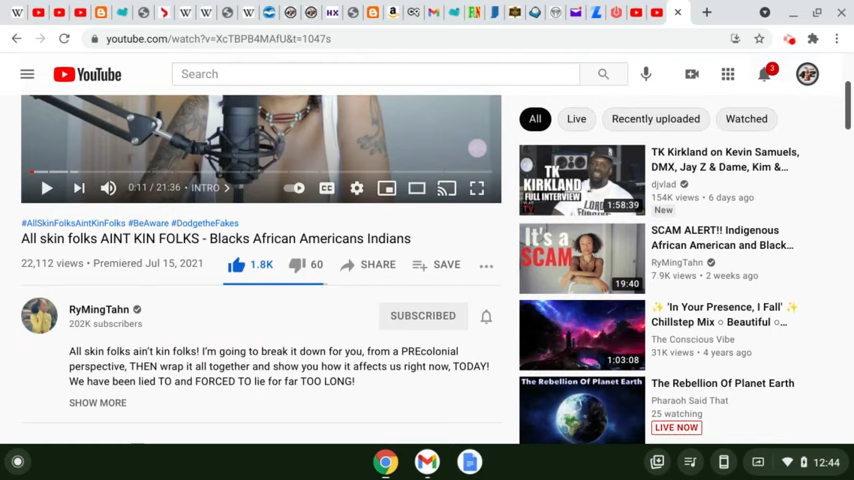 youtube.com/watch?v=XcTBPB4MAfU&t=1047s
YouTube
Search
3
All
Live
Recently uploaded
Watched
0:11 / 21:36 · INTRO
CC
#AllSkinFolksAintKinFolks #BeAware #DodgetheFakes
All skin folks AINT KIN FOLKS - Blacks African Americans Indians
22,112 views • Premiered Jul 15, 2021
1.8K
60
SHARE
SAVE
RyMingTahn
202K subscribers
SUBSCRIBED
All skin folks ain't kin folks! I'm going to break it down for you, from a PREcolonial
perspective, THEN wrap it all together and show you how it affects us right now, TODAY!
We have been lied TO and FORCED TO lie for far TOO LONG!
SHOW MORE
TK KIRKLAND
FULL INTERVIEW
1:58:39
TK Kirkland on Kevin Samuels,
DMX, Jay Z & Dame, Kim &...
djvlad
154K views • 6 days ago
New
It's a
SCAM
19:40
SCAM ALERT!! Indigenous
African American and Black...
RyMingTahn
7.9K views • 2 weeks ago
1:03:08
✨ 'In Your Presence, I Fall' ✨
Chillstep Mix ○ Beautiful ○...
The Conscious Vibe
31K views • 4 years ago
The Rebellion Of Planet Earth
The Rebellion Of Planet Earth
Pharaoh Said That
25 watching
LIVE NOW
12:44